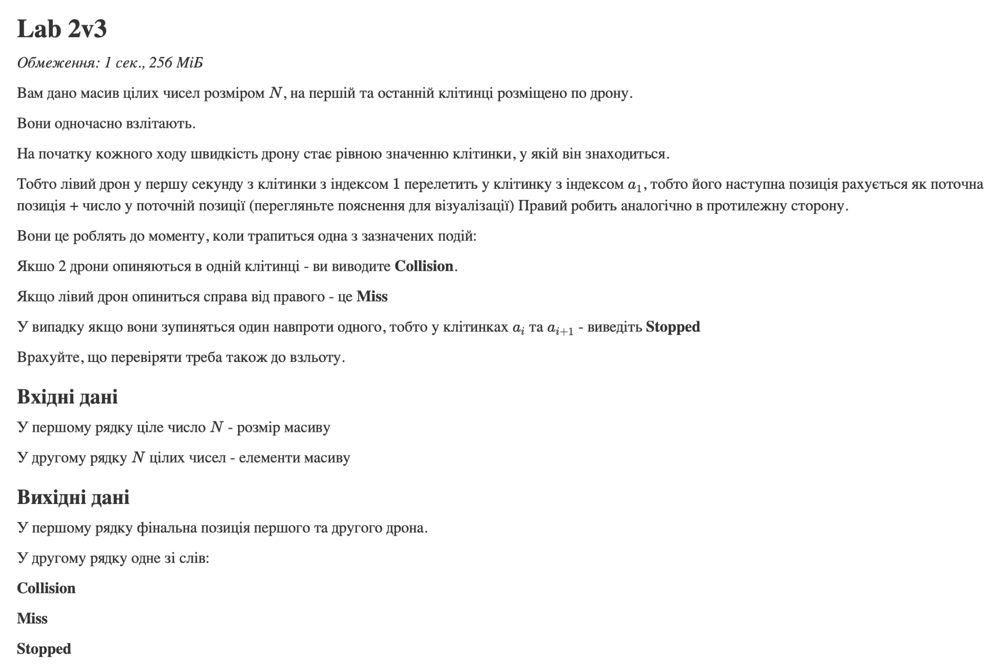 Lab 2v3
Обмеження: 1 сек., 256 МіБ
Вам дано масив цілих чисел розміром N, на першій та останній клітинці розміщено по дрону.
Вони одночасно взлітають.
На початку кожного ходу швидкість дрону стає рівною значенню клітинки, у якій він знаходиться.
Тобто лівий дрон у першу секунду з клітинки з індексом 1 перелетить у клітинку з індексом a₁, тобто його наступна позиція рахується як поточна
позиція + число у поточній позиції (перегляньте пояснення для візуалізації) Правий робить аналогічно в протилежну сторону.
Вони це роблять до моменту, коли трапиться одна з зазначених подій:
Якшо 2 дрони опиняються в одній клітинці - ви виводите Collision.
Якщо лівий дрон опиниться справа від правого - це Miss
У випадку якщо вони зупиняться один навпроти одного, тобто у клітинках aᵢ та aᵢ₊₁ - виведіть Stopped
Врахуйте, що перевіряти треба також до взльоту.
Вхідні дані
У першому рядку ціле число N - розмір масиву
У другому рядку N цілих чисел - елементи масиву
Вихідні дані
У першому рядку фінальна позиція першого та другого дрона.
У другому рядку одне зі слів:
Collision
Miss
Stopped